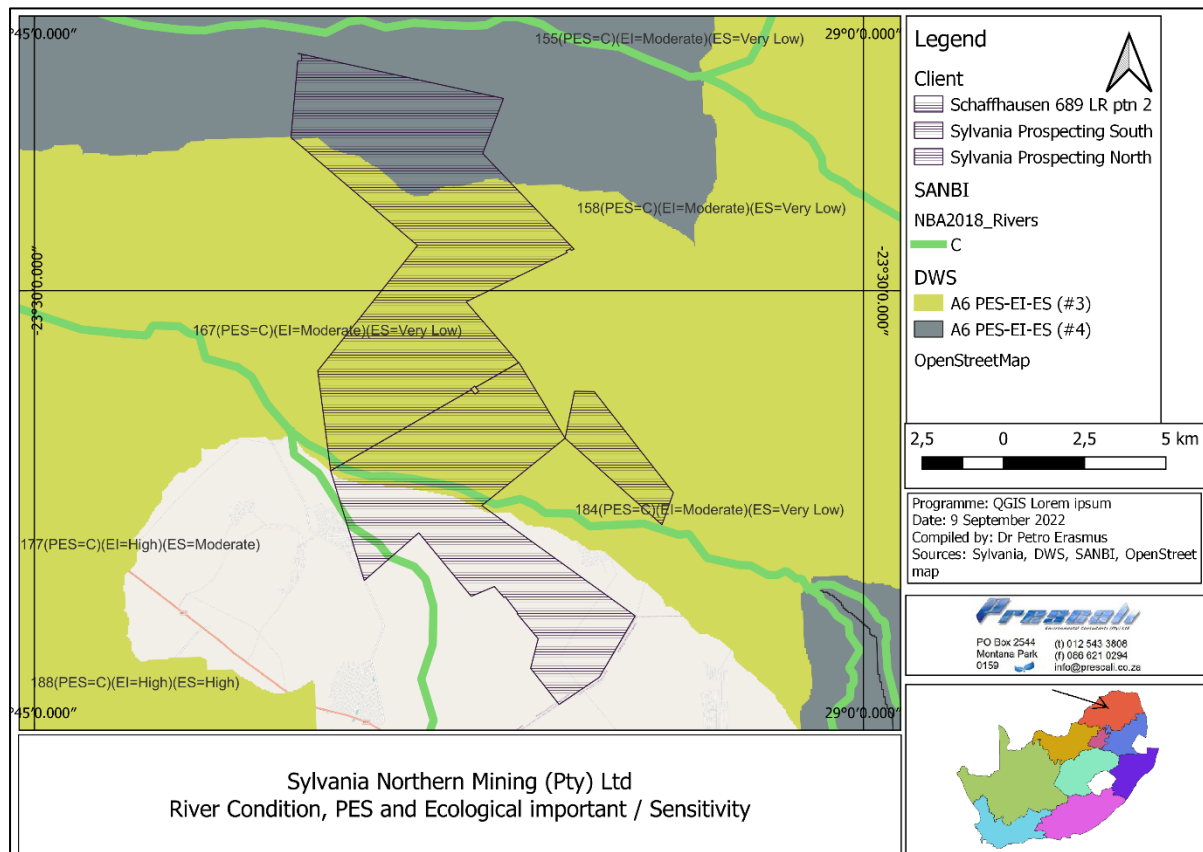 45'0.000"
29°0'0.000"
155(PES=C)(EI=Moderate)(ES=Very Low)
158(PES=C)(EI=Moderate)(ES=Very Low)
-23°30'0.000"
-23°30'0.000"
167(PES=C)(EI=Moderate)(ES=Very Low)
184(PES=C)(EI=Moderate)(ES=Very Low)
177(PES=C)(EI=High)(ES=Moderate)
188(PES=C)(EI=High)(ES=High)
45'0.000"
29°0'0.000"
Legend
Client
Schaffhausen 689 LR ptn 2
Sylvania Prospecting South
Sylvania Prospecting North
SANBI
NBA2018_Rivers
C
DWS
A6 PES-EI-ES (#3)
A6 PES-EI-ES (#4)
OpenStreetMap
2,5 0 2,5 5 km
Programme: QGIS Lorem ipsum
Date: 9 September 2022
Compiled by: Dr Petro Erasmus
Sources: Sylvania, DWS, SANBI, OpenStreet
map
Prescali
Environmental Consultants (Pty) Ltd
PO Box 2544
Montana Park
0159
(t) 012 543 3808
(f) 086 621 0294
info@prescali.co.za
Sylvania Northern Mining (Pty) Ltd
River Condition, PES and Ecological important / Sensitivity